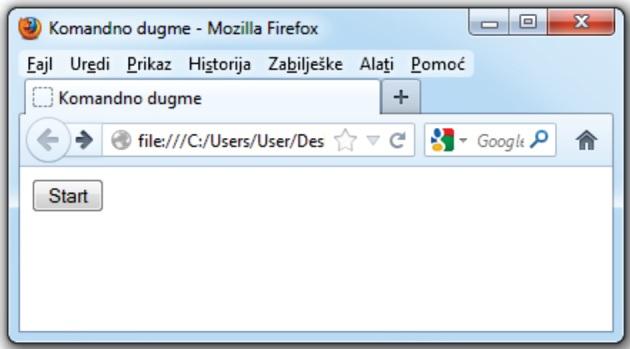 Komandno dugme - Mozilla Firefox
Fajl Uredi Prikaz Historija Zabilješke Alati Pomoć
Komandno dugme
file:///C:/Users/User/Des Google
Start